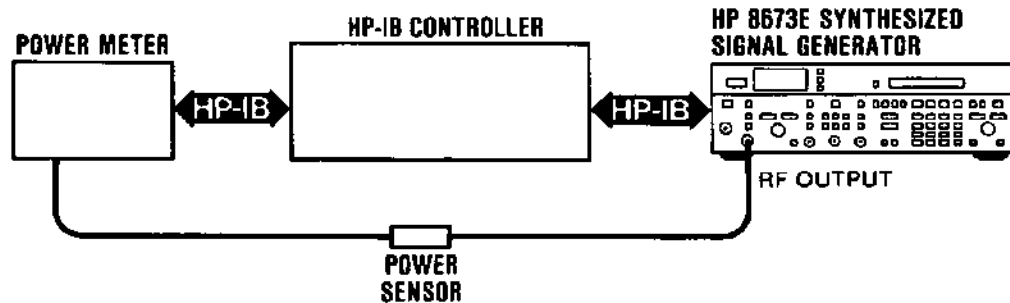 POWER METER
HP-IB
HP-IB CONTROLLER
HP-IB
HP 8673E SYNTHESIZED
SIGNAL GENERATOR
RF OUTPUT
POWER
SENSOR